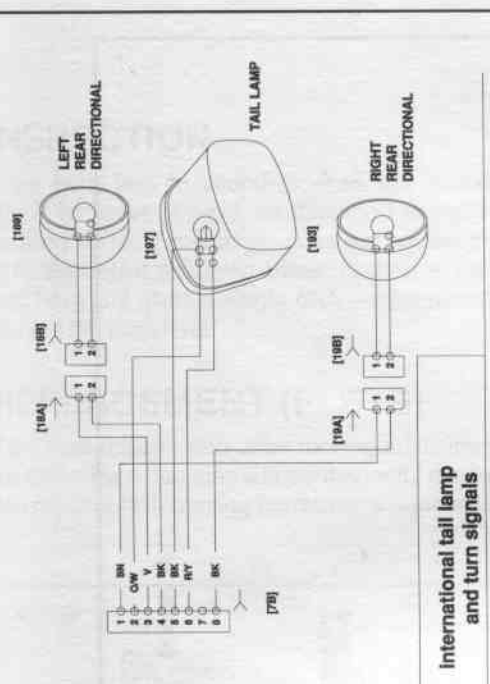 LEFT
REAR
DIRECTIONAL
[189]
[18B]
1
2
[18A]
1
2
TAIL LAMP
[197]
RIGHT
REAR
DIRECTIONAL
[193]
[19B]
1
2
[19A]
1
2
1 BN
2 O/W
3 V
4 BK
5 BK
6 R/Y
7
8 BK
[7B]
international tail lamp
and turn signals